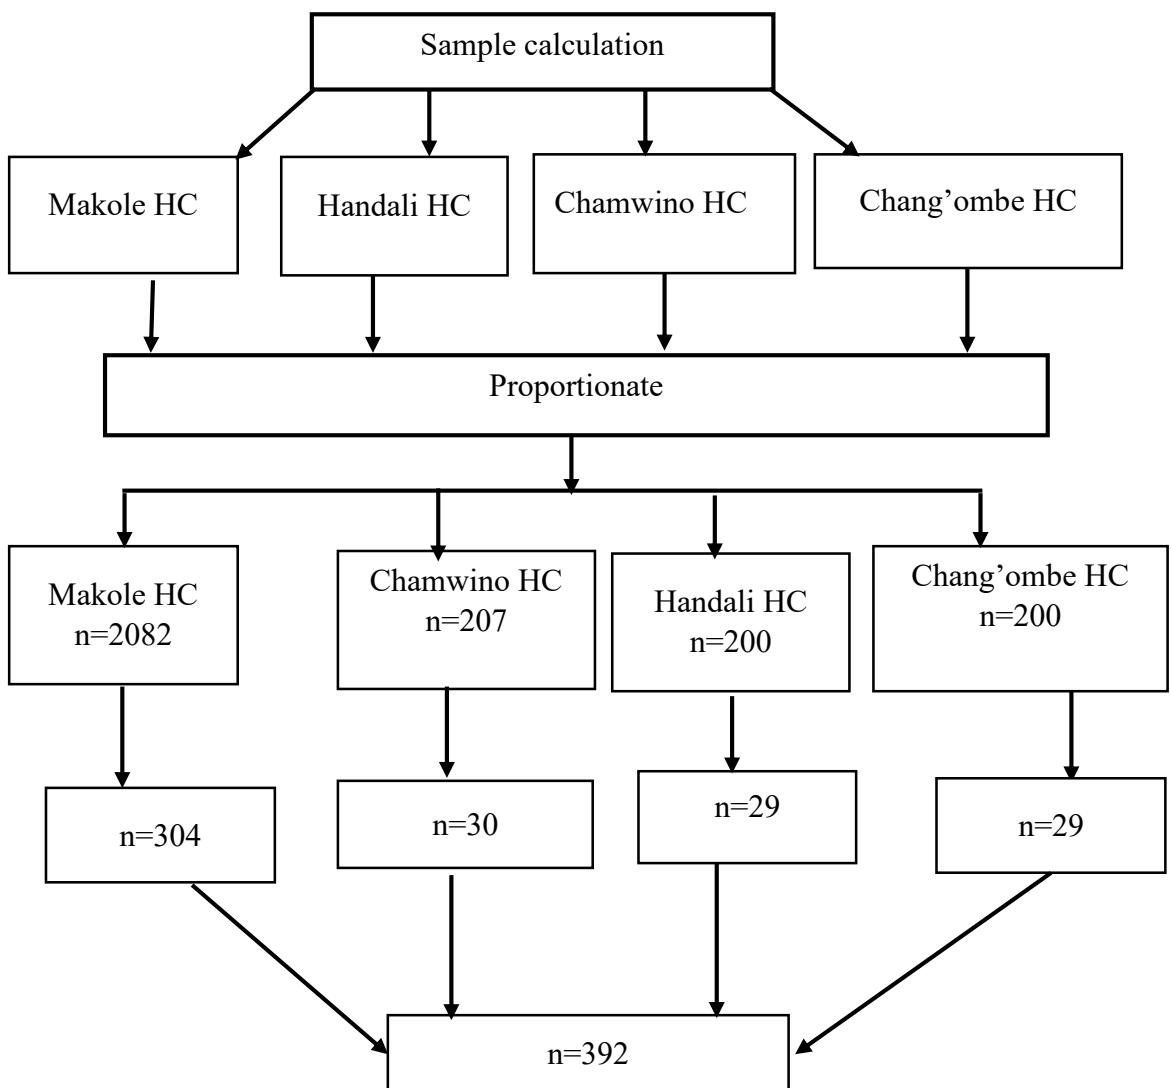 Sample calculation
Makole HC
Handali HC
Chamwino HC
Chang’ombe HC
Proportionate
Makole HC
n=2082
Chamwino HC
n=207
Handali HC
n=200
Chang’ombe HC
n=200
n=304
n=30
n=29
n=29
n=392